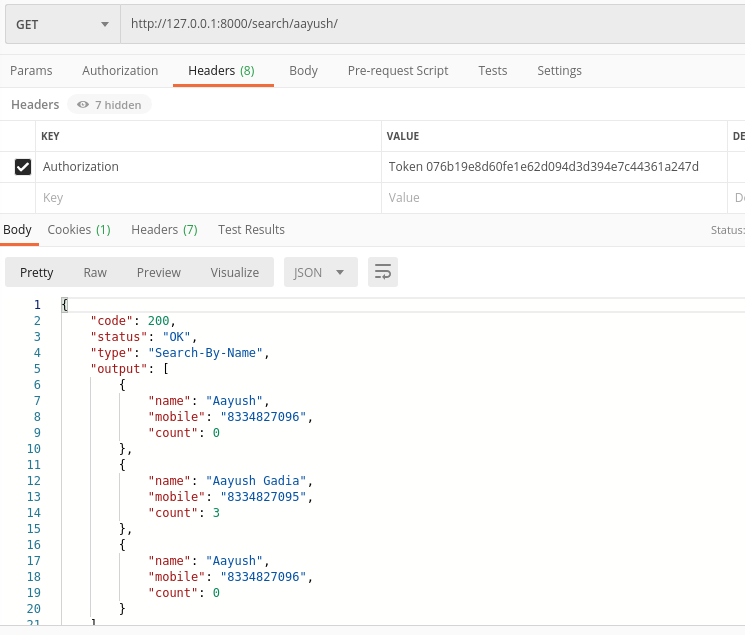 GET http://127.0.0.1:8000/search/aayush/
Params Authorization Headers (8) Body Pre-request Script Tests Settings
Headers 7 hidden
KEY VALUE DE
Authorization Token 076b19e8d60fe1e62d094d3d394e7c44361a247d
Key Value De
Body Cookies (1) Headers (7) Test Results Status:
Pretty Raw Preview Visualize JSON
1 {
2 "code": 200,
3 "status": "OK",
4 "type": "Search-By-Name",
5 "output": [
6 {
7 "name": "Aayush",
8 "mobile": "8334827096",
9 "count": 0
10 },
11 {
12 "name": "Aayush Gadia",
13 "mobile": "8334827095",
14 "count": 3
15 },
16 {
17 "name": "Aayush",
18 "mobile": "8334827096",
19 "count": 0
20 }
21 ]